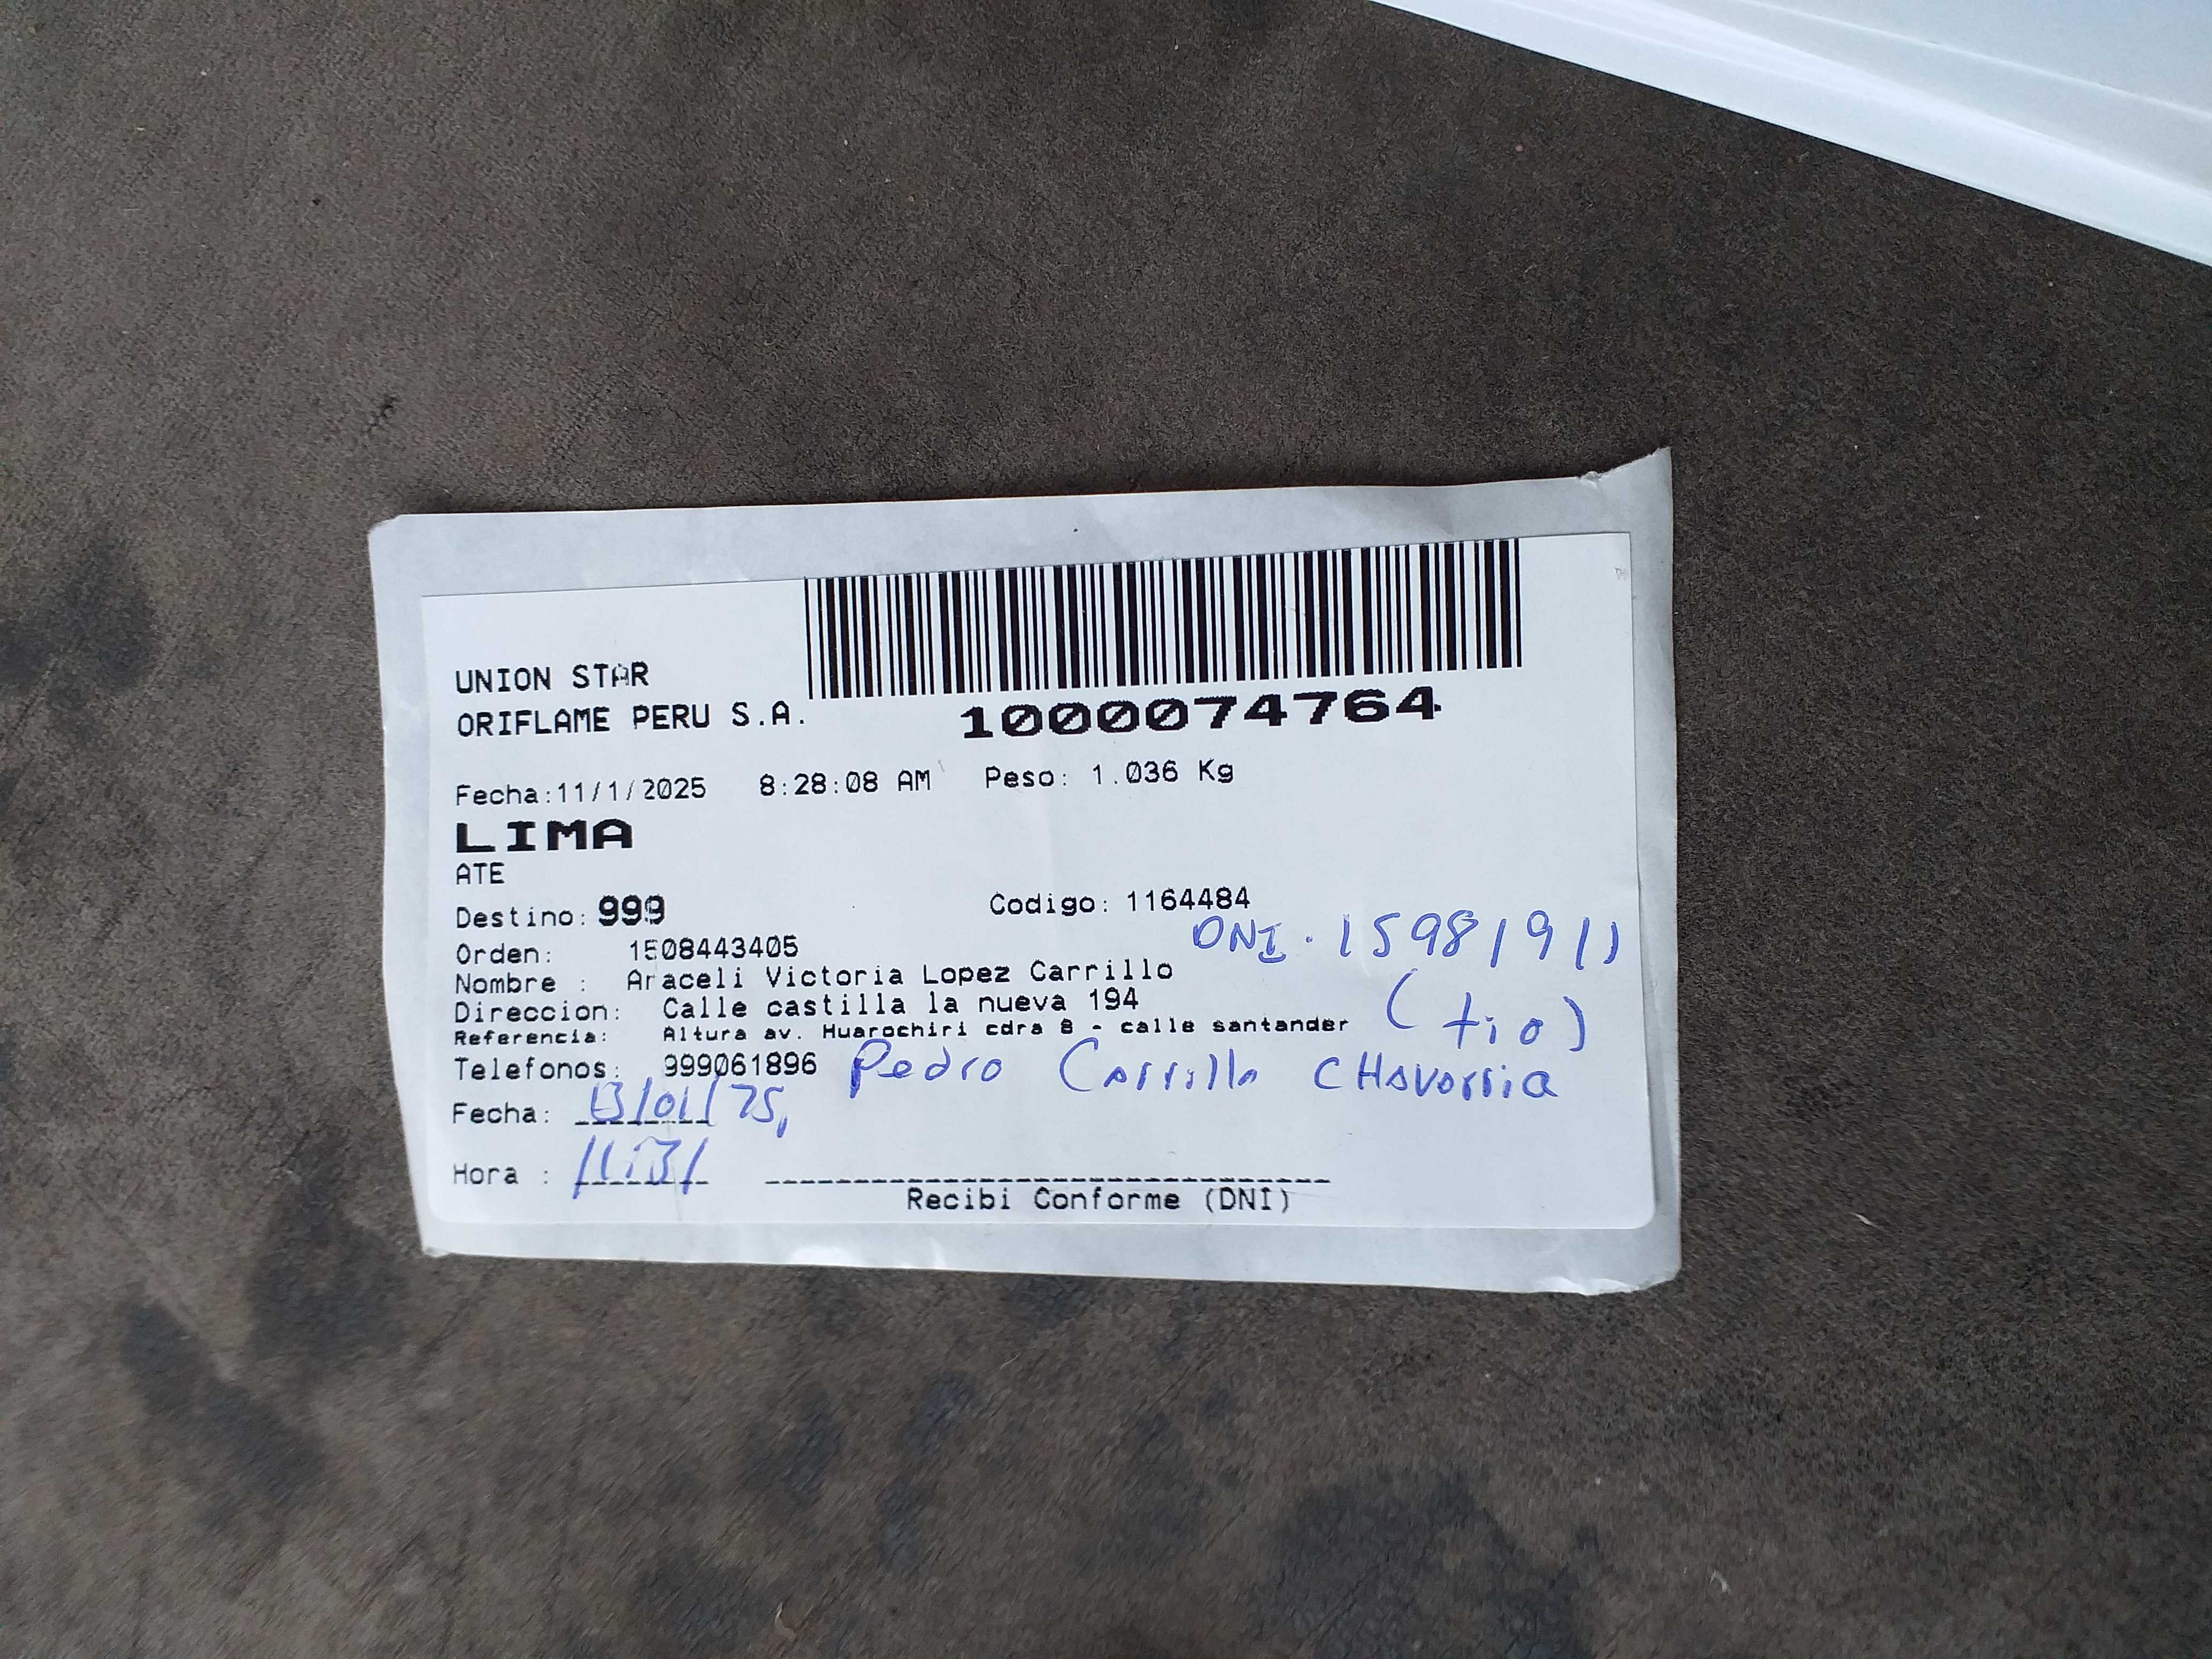 UNION STAR
ORIFLAME PERU S.A.
1000074764
Fecha:11/1/2025 8:28:08 AM Peso: 1.036 Kg
LIMA
ATE
Destino: 999 Codigo: 1164484
DNI. 15981911
Orden: 1508443405
Nombre : Araceli Victoria Lopez Carrillo
Direccion: Calle castilla la nueva 194
(tio)
Referencia: Altura av. Huarochiri cdra 8 - calle santander
Telefonos: 999061896 Pedro Carrillo CHavarria
Fecha: 13/01/25,
Hora :
Recibi Conforme (DNI)